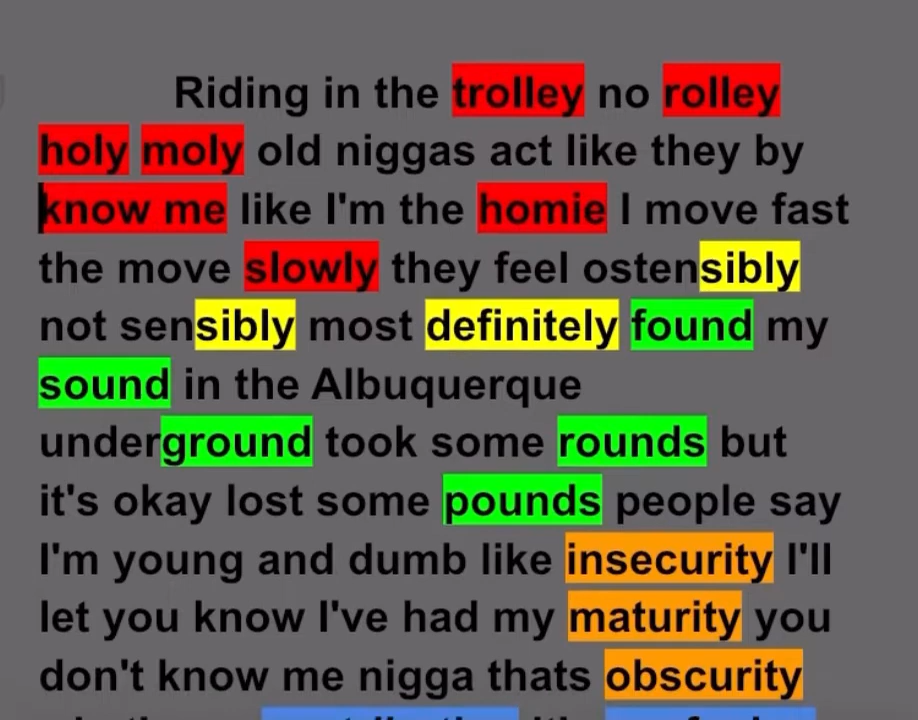 Riding in the trolley no rolley
holy moly old niggas act like they by
know me like I'm the homie I move fast
the move slowly they feel ostensibly
not sensibly most definitely found my
sound in the Albuquerque
underground took some rounds but
it's okay lost some pounds people say
I'm young and dumb like insecurity I'll
let you know I've had my maturity you
don't know me nigga thats obscurity